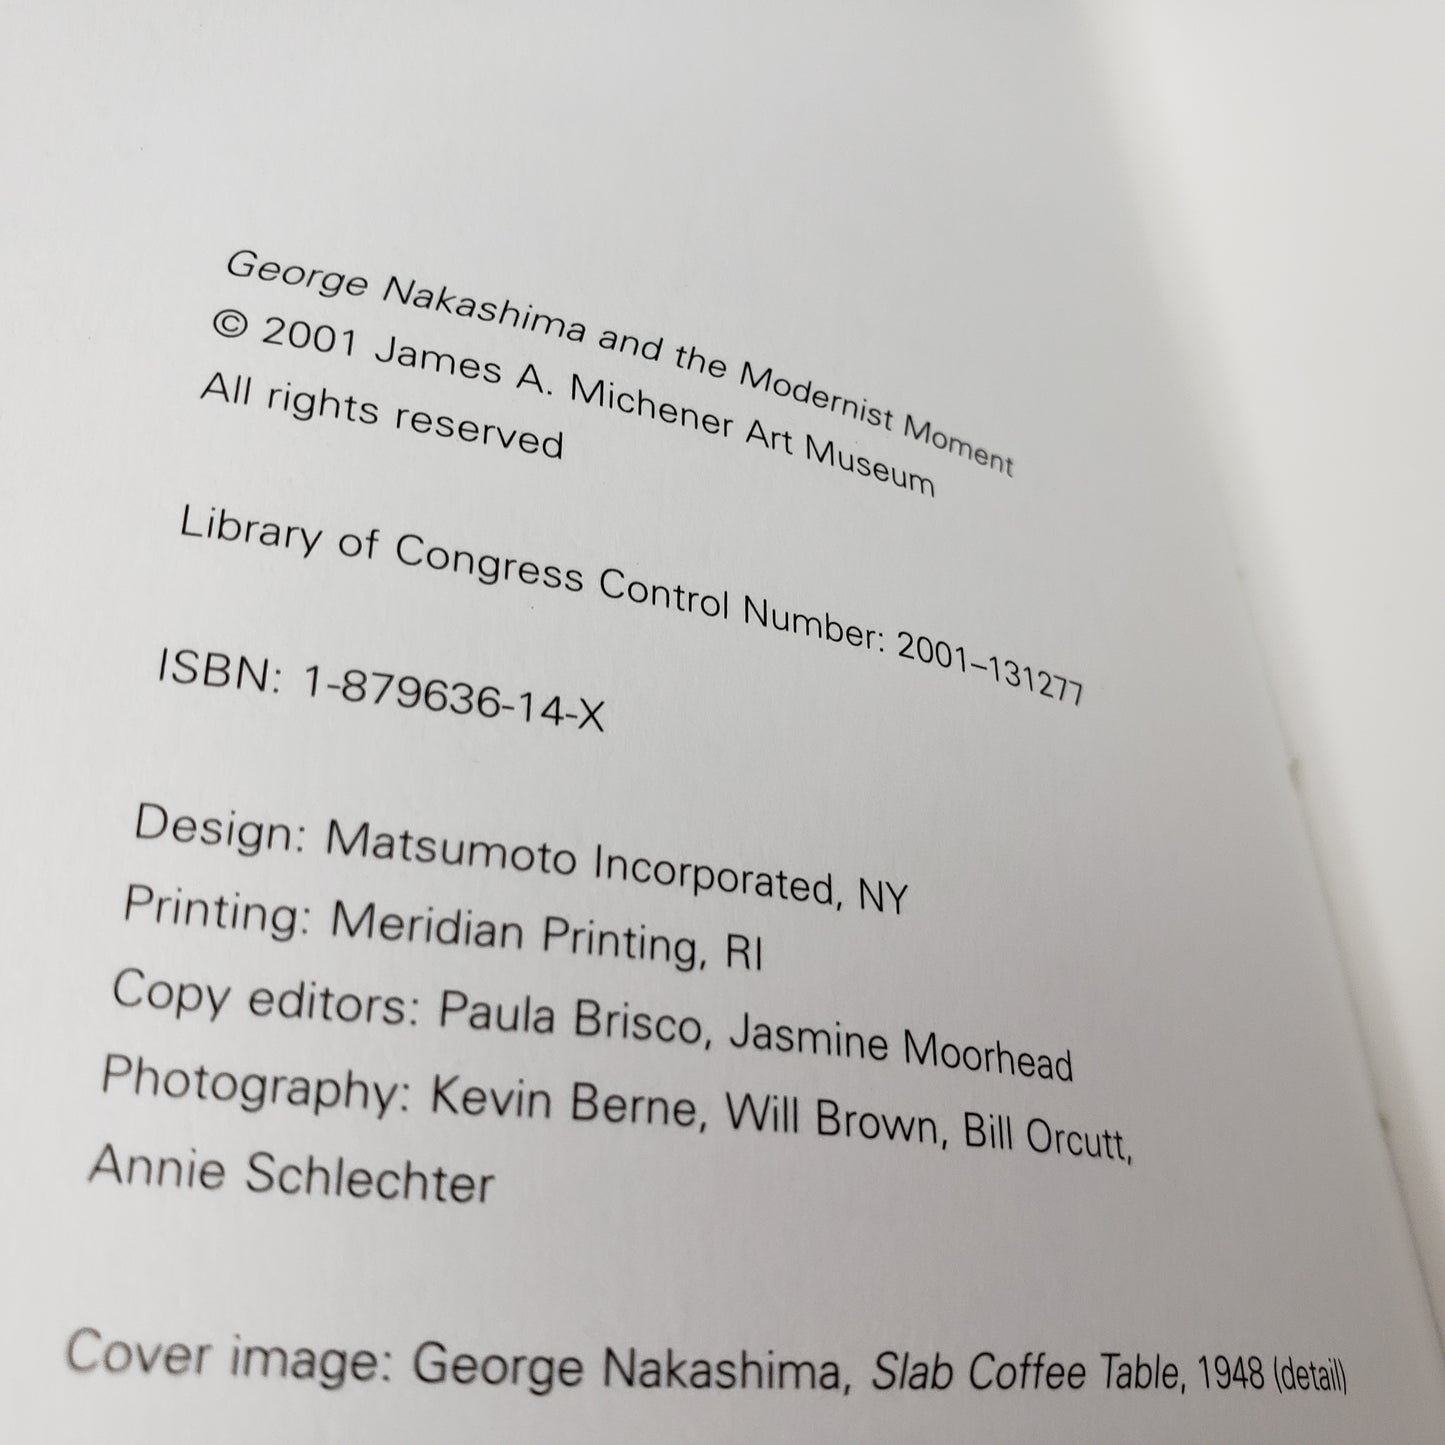 George Nakashima and the Modernist Moment
© 2001 James A. Michener Art Museum
All rights reserved
Library of Congress Control Number: 2001–131277
ISBN: 1-879636-14-X
Design: Matsumoto Incorporated, NY
Printing: Meridian Printing, RI
Copy editors: Paula Brisco, Jasmine Moorhead
Photography: Kevin Berne, Will Brown, Bill Orcutt,
Annie Schlechter
Cover image: George Nakashima, Slab Coffee Table, 1948 (detail)